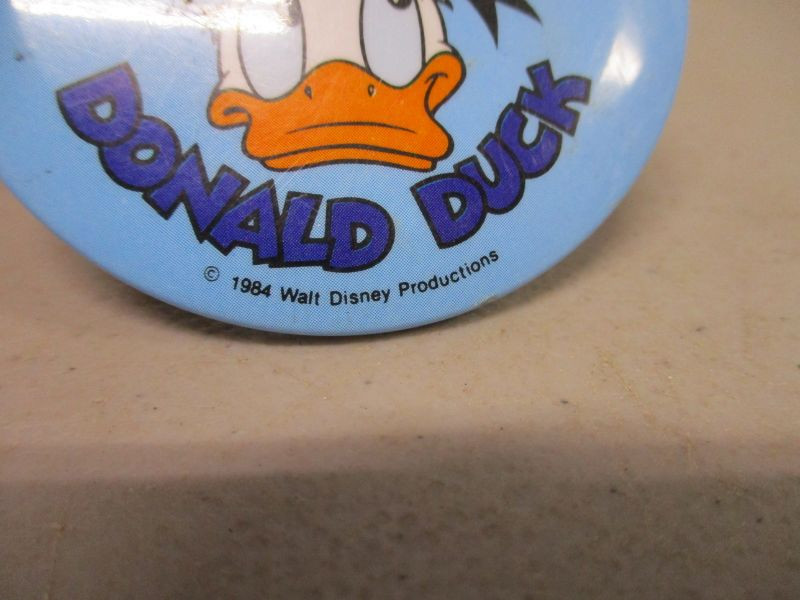 DONALD DUCK
© 1984 Walt Disney Productions